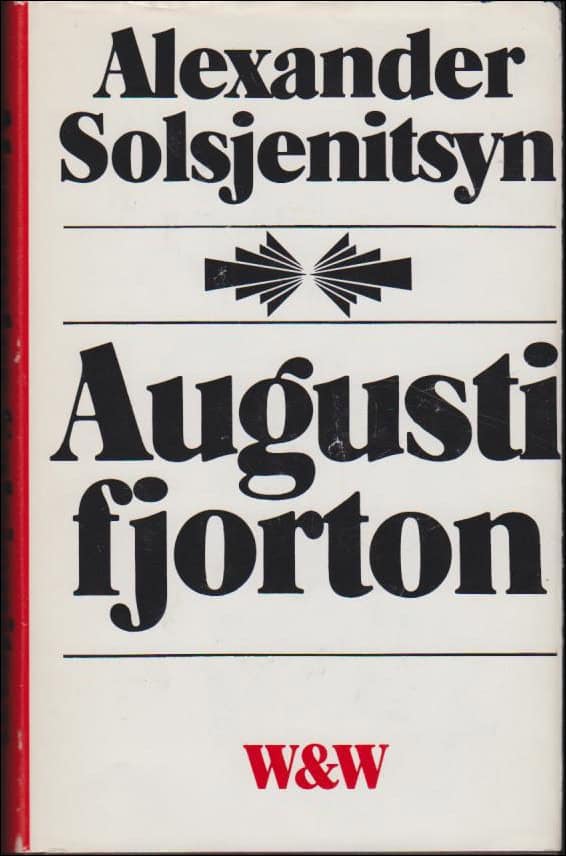 Alexander
Solsjenitsyn
Augusti
fjorton
W&W